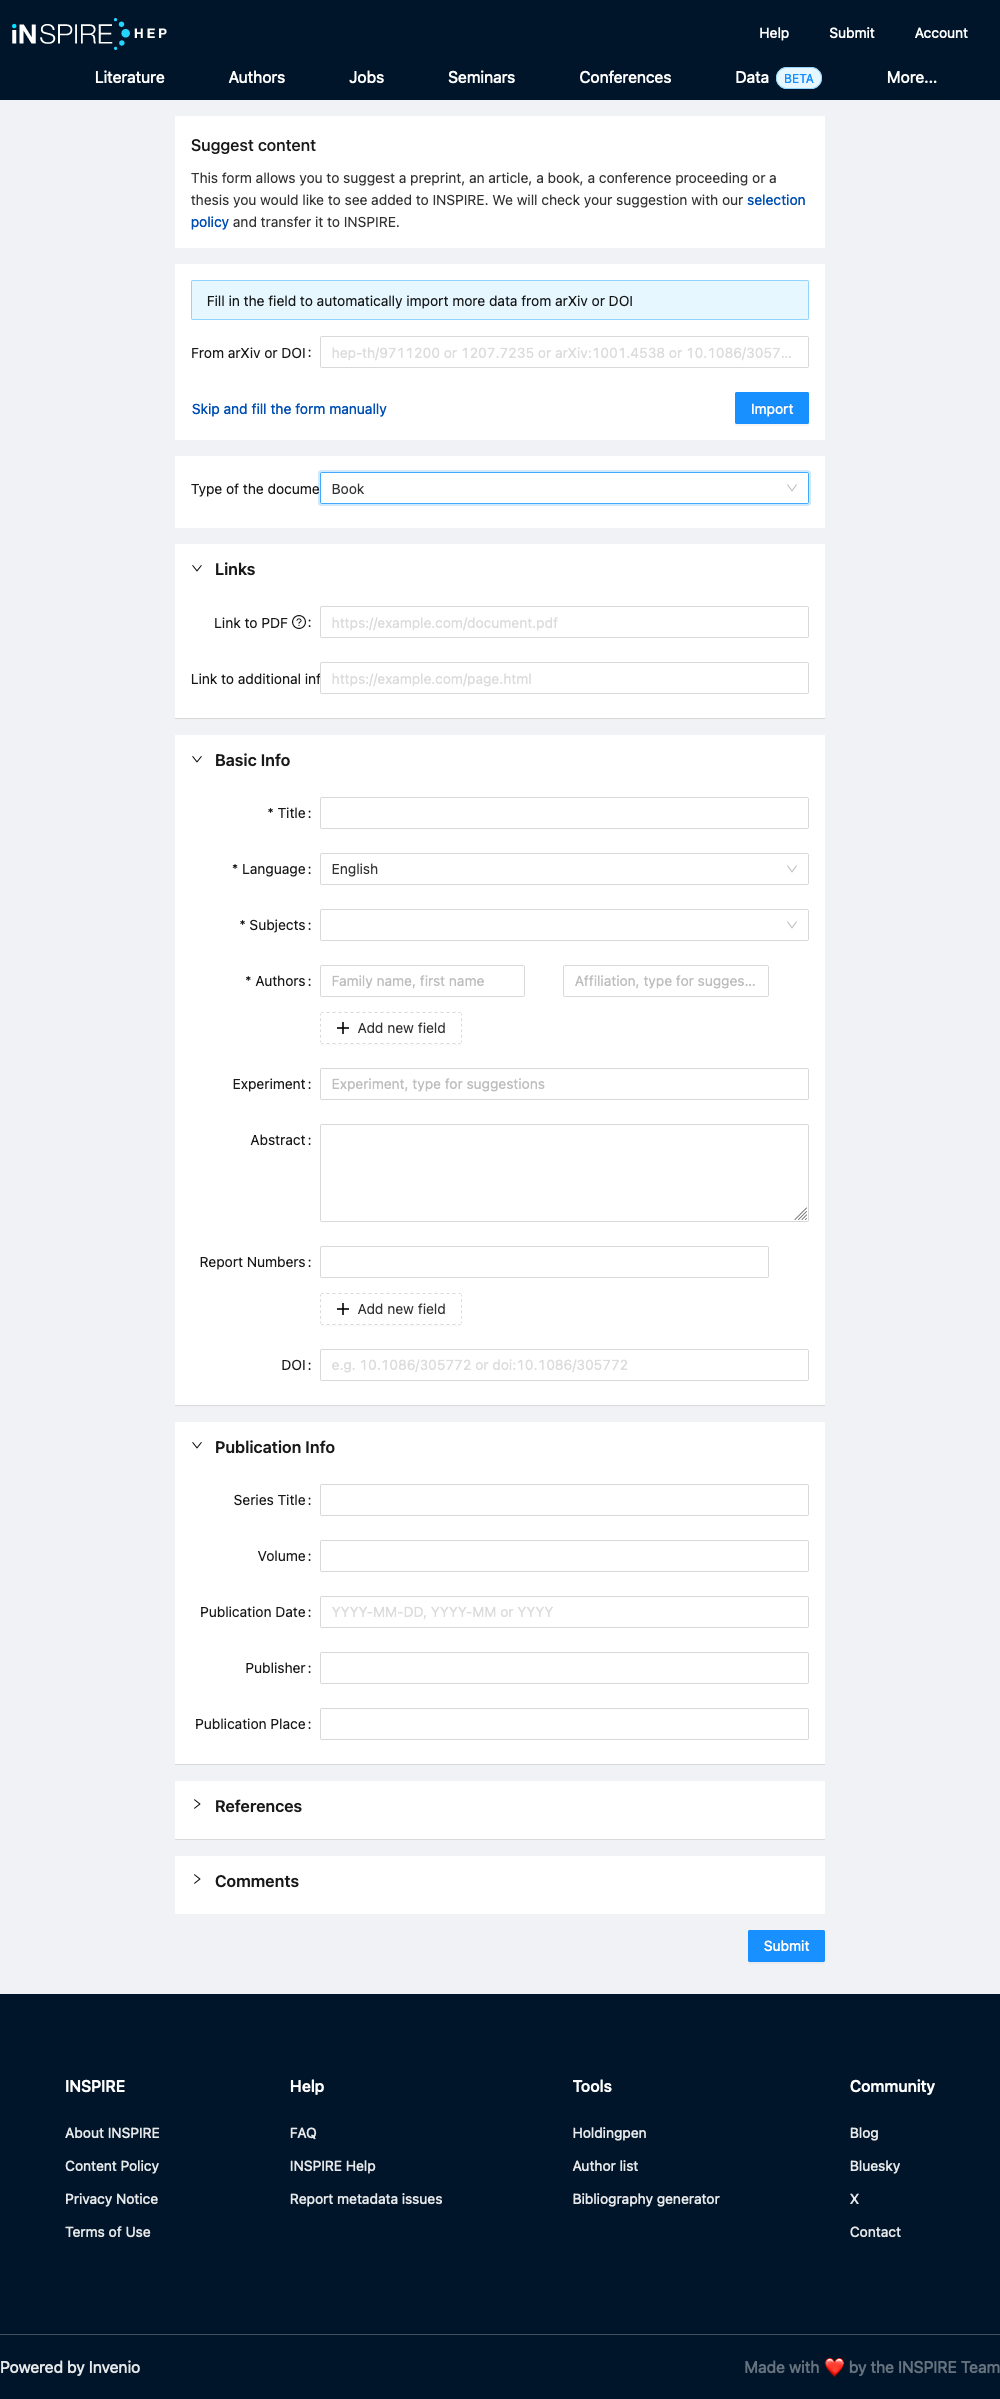 iNSPIRE HEP
Help Submit Account
Literature Authors Jobs Seminars Conferences Data BETA More...
Suggest content
This form allows you to suggest a preprint, an article, a book, a conference proceeding or a
thesis you would like to see added to INSPIRE. We will check your suggestion with our selection
policy and transfer it to INSPIRE.
Fill in the field to automatically import more data from arXiv or DOI
From arXiv or DOI: hep-th/9711200 or 1207.7235 or arXiv:1001.4538 or 10.1086/3057...
Skip and fill the form manually Import
Type of the docume Book
Links
Link to PDF ?: https://example.com/document.pdf
Link to additional inf https://example.com/page.html
Basic Info
* Title:
* Language: English
* Subjects:
* Authors: Family name, first name Affiliation, type for sugges...
+ Add new field
Experiment: Experiment, type for suggestions
Abstract:
Report Numbers:
+ Add new field
DOI: e.g. 10.1086/305772 or doi:10.1086/305772
Publication Info
Series Title:
Volume:
Publication Date: YYYY-MM-DD, YYYY-MM or YYYY
Publisher:
Publication Place:
References
Comments
Submit
INSPIRE
About INSPIRE
Content Policy
Privacy Notice
Terms of Use
Help
FAQ
INSPIRE Help
Report metadata issues
Tools
Holdingpen
Author list
Bibliography generator
Community
Blog
Bluesky
X
Contact
Powered by Invenio
Made with ❤️ by the INSPIRE Team